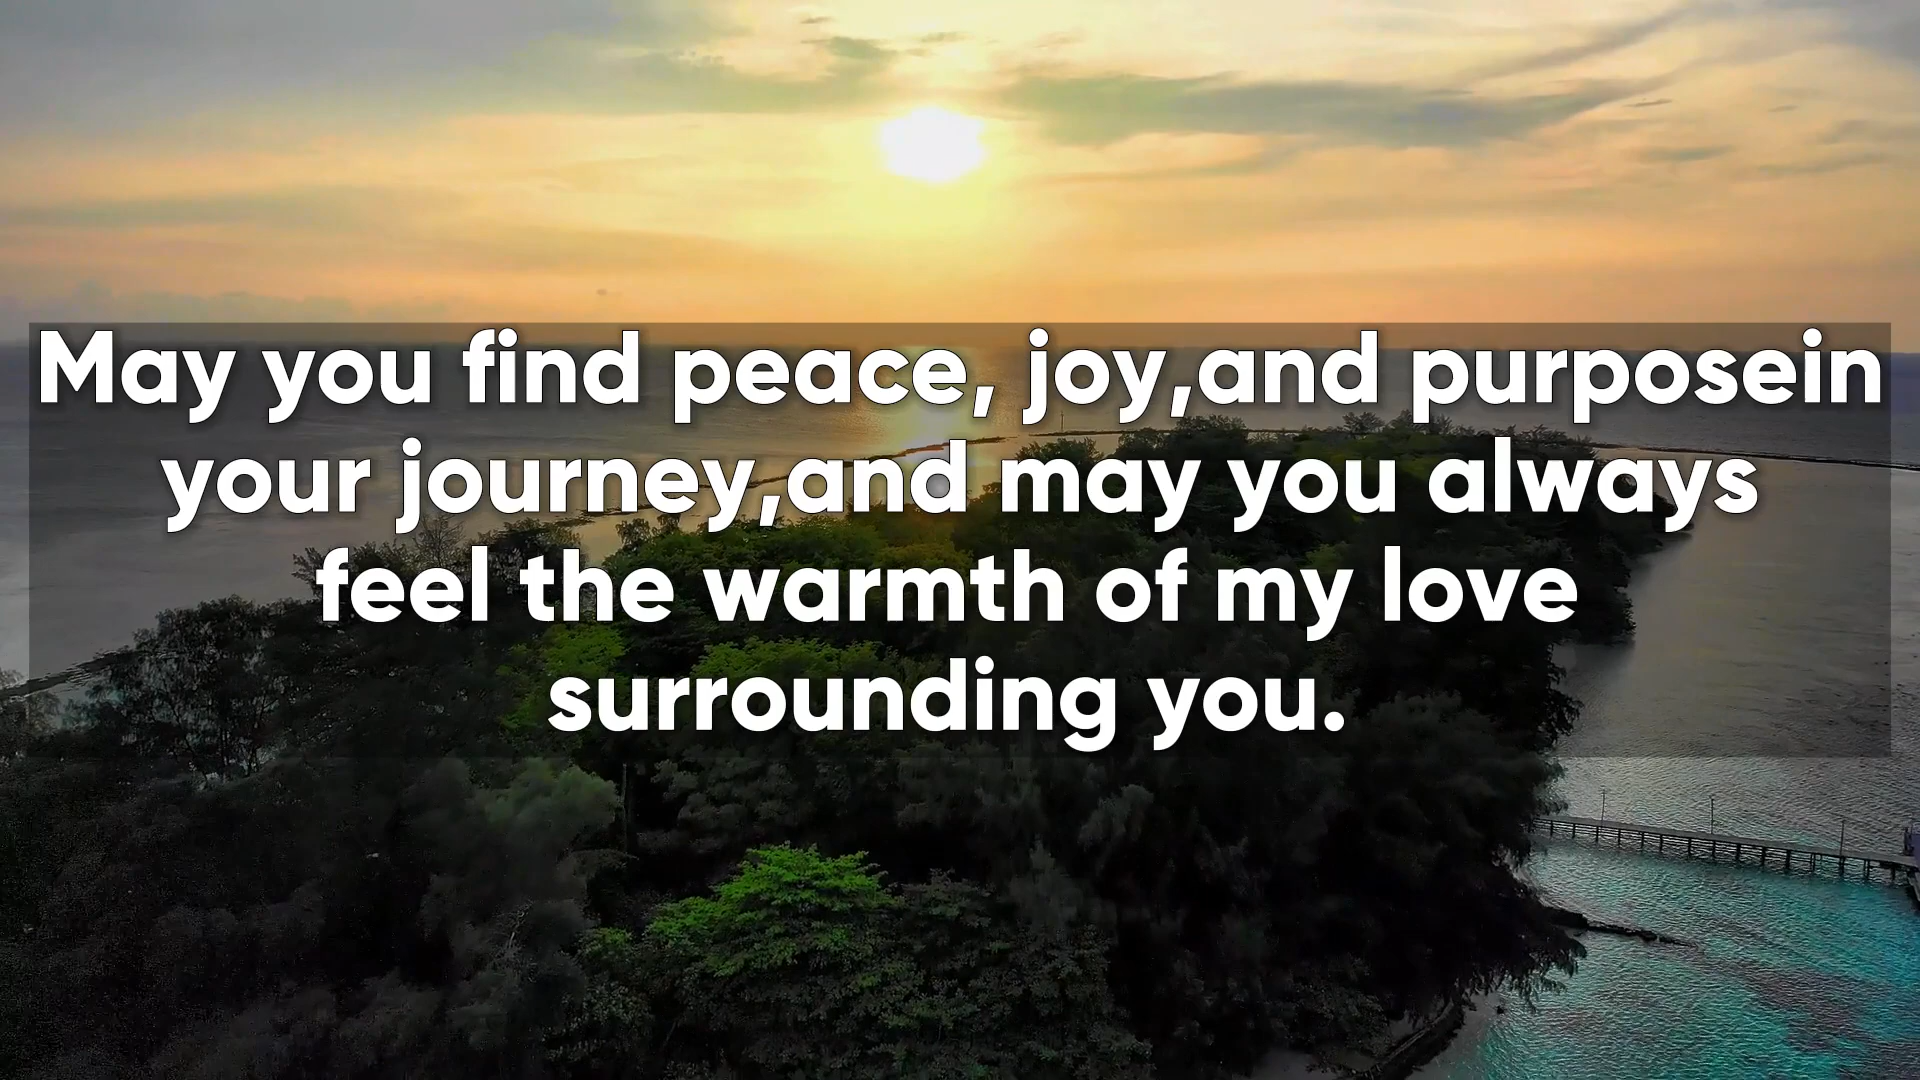 May you find peace, joy,and purposein
your journey,and may you always
feel the warmth of my love
surrounding you.